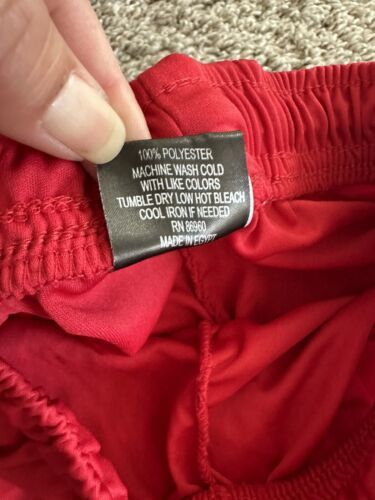 100% POLYESTER
MACHINE WASH COLD
WITH LIKE COLORS
TUMBLE DRY LOW HOT BLEACH
COOL IRON IF NEEDED
RN 86960
MADE IN EGYPT